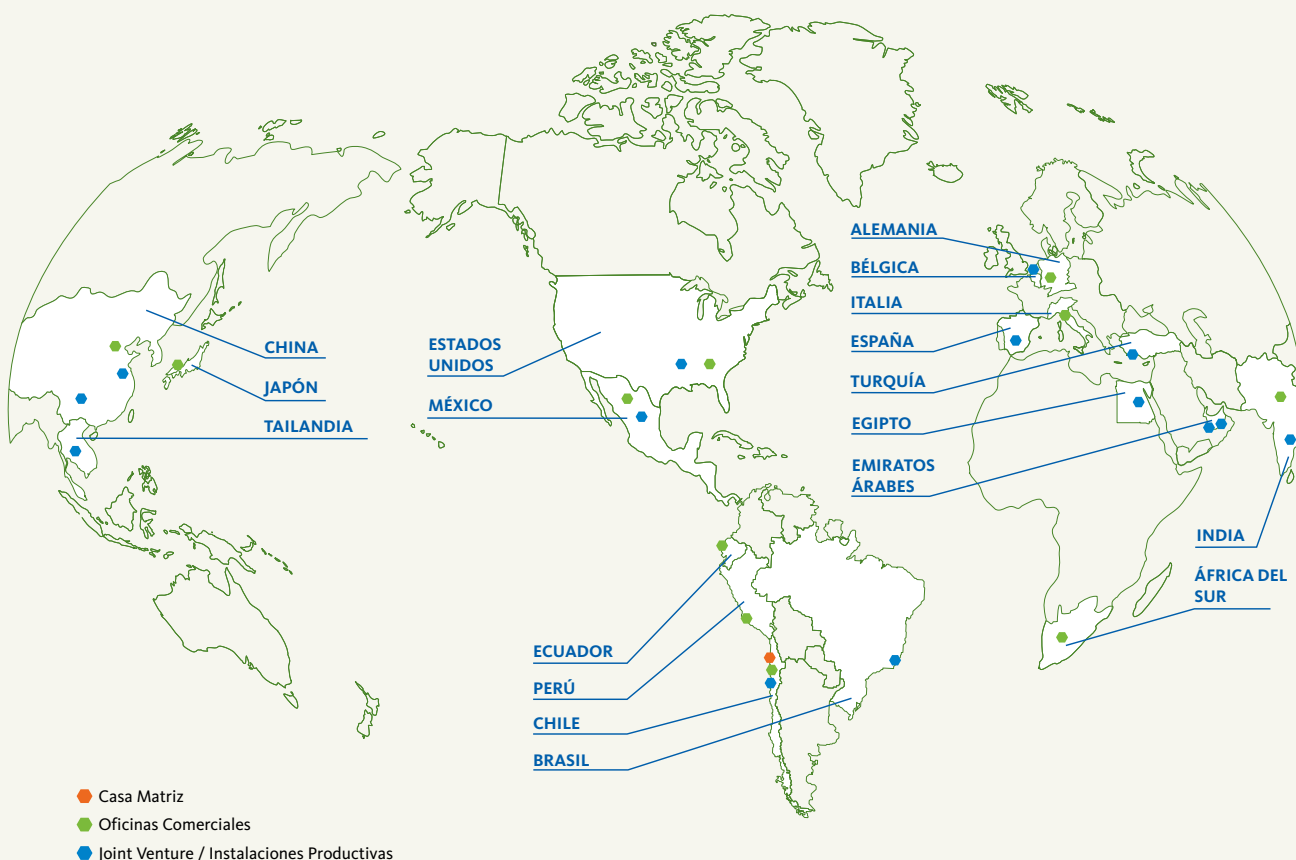 CHINA
JAPÓN
TAILANDIA
ESTADOS
UNIDOS
MÉXICO
ALEMANIA
BÉLGICA
ITALIA
ESPAÑA
TURQUÍA
EGIPTO
EMIRATOS
ÁRABES
INDIA
ÁFRICA DEL
SUR
ECUADOR
PERÚ
CHILE
BRASIL
Casa Matriz
Oficinas Comerciales
Joint Venture / Instalaciones Productivas